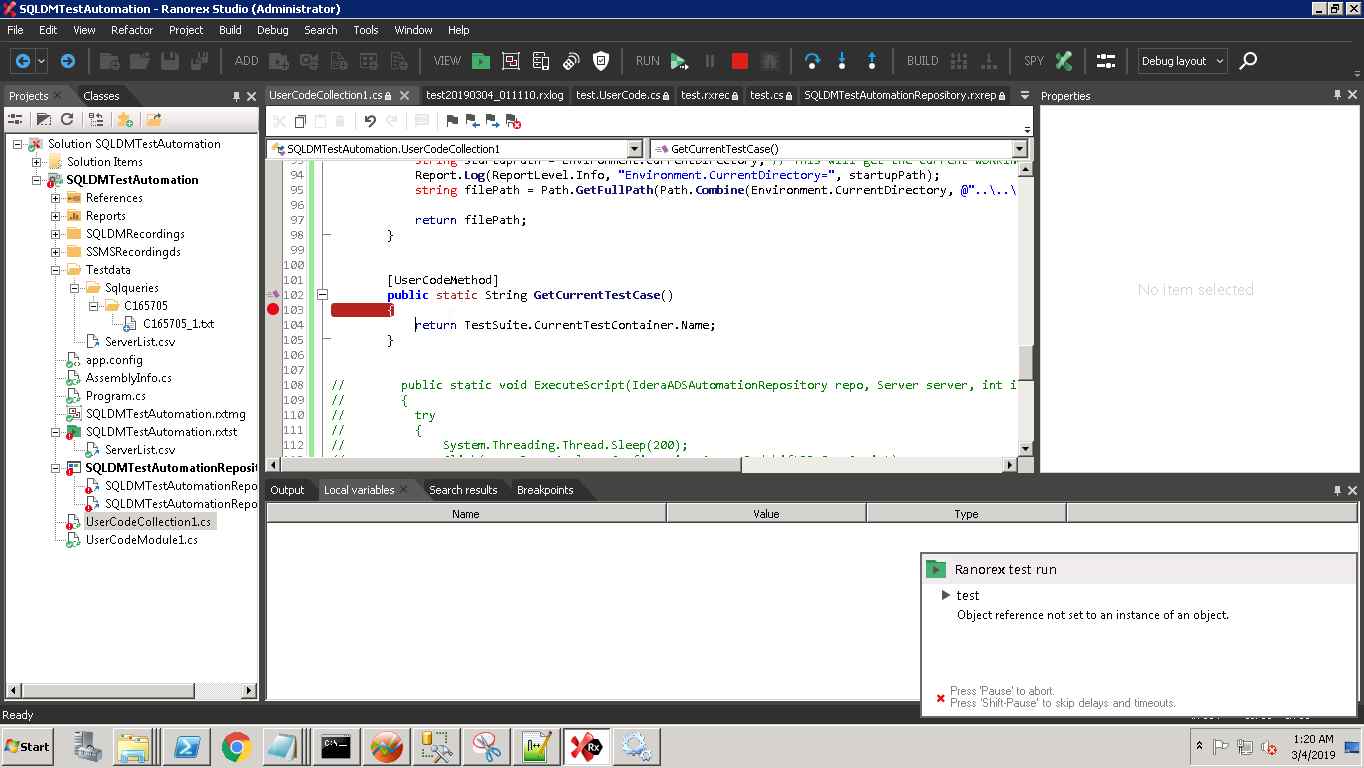 SQLDMTestAutomation - Ranorex Studio (Administrator)
File Edit View Refactor Project Build Debug Search Tools Window Help
ADD VIEW RUN BUILD SPY Debug layout
Projects Classes
UserCodeCollection1.cs test20190304_011110.rxlog test.UserCode.cs test.rxrec test.cs SQLDMTestAutomationRepository.rxrep
Properties
SQLDMTestAutomation.UserCodeCollection1 GetCurrentTestCase()
Solution SQLDMTestAutomation
Solution Items
SQLDMTestAutomation
References
Reports
SQLDMRecordings
SSMSRecordingds
Testdata
Sqlqueries
C165705
C165705_1.txt
ServerList.csv
app.config
AssemblyInfo.cs
Program.cs
SQLDMTestAutomation.rxtmg
SQLDMTestAutomation.rxtst
ServerList.csv
SQLDMTestAutomationReposit
SQLDMTestAutomationRepo
SQLDMTestAutomationRepo
UserCodeCollection1.cs
UserCodeModule1.cs
94 Report.Log(ReportLevel.Info, "Environment.CurrentDirectory=", startupPath);
95 string filePath = Path.GetFullPath(Path.Combine(Environment.CurrentDirectory, @"..\..\
96
97 return filePath;
98 }
99
100
101 [UserCodeMethod]
102 public static String GetCurrentTestCase()
103 {
104 return TestSuite.CurrentTestContainer.Name;
105 }
106
107
108 // public static void ExecuteScript(IderaADSAutomationRepository repo, Server server, int i
109 // {
110 // try
111 // {
112 // System.Threading.Thread.Sleep(200);
No item selected
Output Local variables Search results Breakpoints
Name Value Type
Ranorex test run
test
Object reference not set to an instance of an object.
Press 'Pause' to abort.
Press 'Shift-Pause' to skip delays and timeouts.
Ready
Start
1:20 AM
3/4/2019